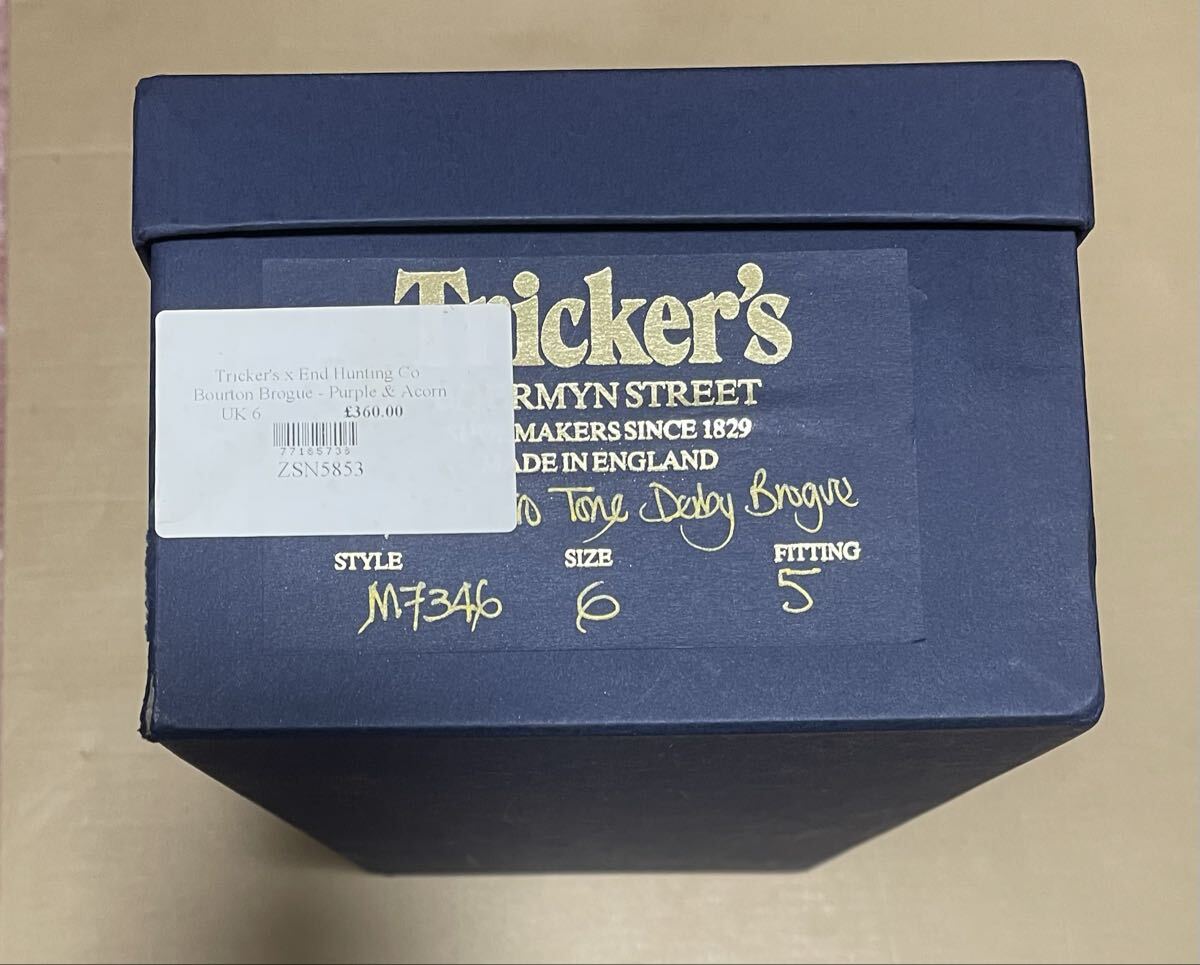 Tricker's
Tricker's x End Hunting Co
Bourton Brogue - Purple & Acorn
UK 6 £360.00
77165736
ZSN5853
RMYN STREET
MAKERS SINCE 1829
ADE IN ENGLAND
Tone Derby Brogue
STYLE SIZE FITTING
M7346 6 5